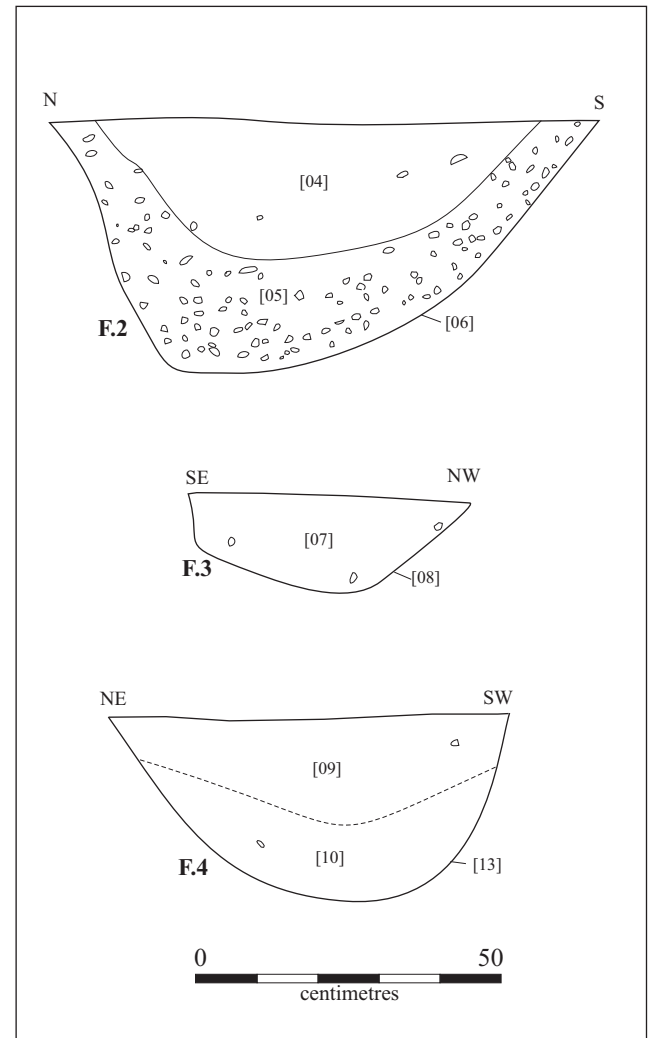 N S
[04]
[05]
F.2 [06]
SE NW
[07]
F.3 [08]
NE SW
[09]
[10]
F.4 [13]
0 50
centimetres